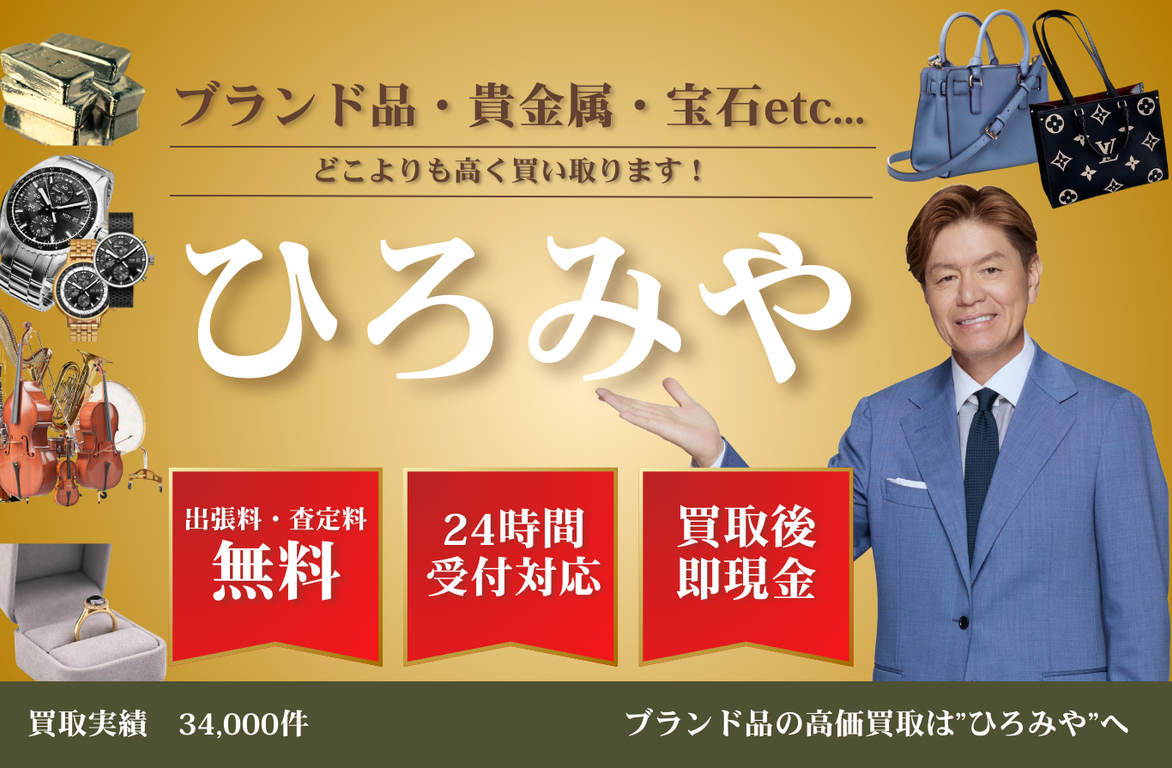 ブランド品・貴金属・宝石etc...
どこよりも高く買い取ります！
ひろみや
出張料・査定料
無料
24時間
受付対応
買取後
即現金
買取実績　34,000件
ブランド品の高価買取は”ひろみや”へ